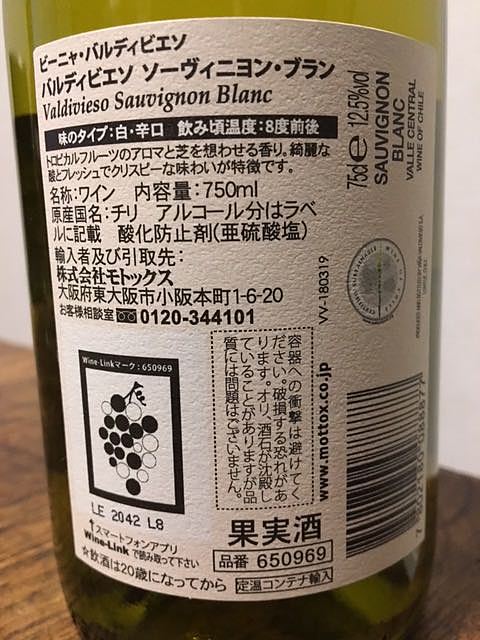 ビーニャ・バルディビエソ
バルディビエソ ソーヴィニヨン・ブラン
Valdivieso Sauvignon Blanc
味のタイプ:白・辛口 飲み頃温度:8度前後
トロピカルフルーツのアロマと芝を想わせる香り。綺麗な
酸とフレッシュでクリスピーな味わいが特徴です。
名称:ワイン 内容量:750ml
原産国名:チリ アルコール分はラベ
ルに記載 酸化防止剤(亜硫酸塩)
輸入者及び引取先:
株式会社モトックス
大阪府東大阪市小阪本町1-6-20
お客様相談室 0120-344101
Wine-Linkマーク:650969
LE 2042 L8
↑スマートフォンアプリ
Wine-Link で読み取って下さい
☆飲酒は20歳になってから
容器への衝撃は避けてく
ださい。破損する恐れがあ
ります。オリ、酒石が沈殿し
ていることがありますが品
質には問題はございません。
果実酒
品番 650969
定温コンテナ輸入
www.mottox.co.jp
VV-180319
75cl e 12.5%vol
SAUVIGNON
BLANC
VALLE CENTRAL
WINE OF CHILE